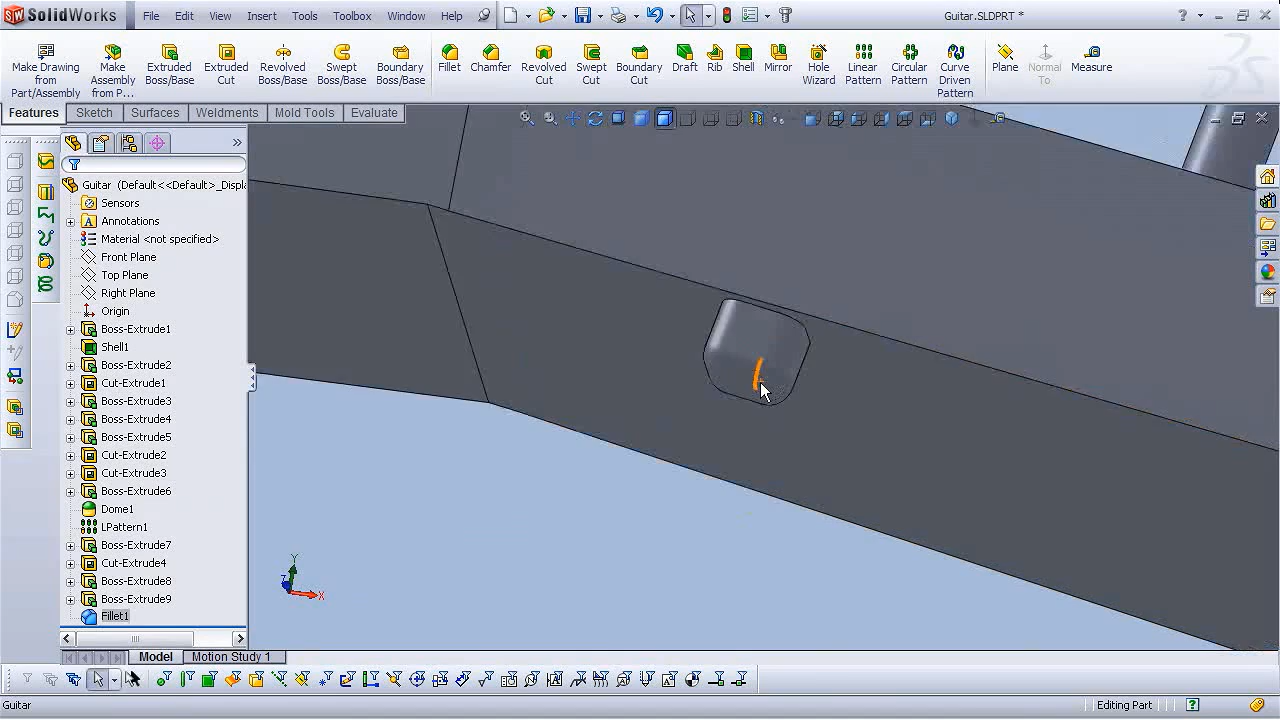 SolidWorks File Edit View Insert Tools Toolbox Window Help Guitar.SLDPRT *
Make Drawing from Part/Assembly
Make Assembly from P...
Extruded Boss/Base
Extruded Cut
Revolved Boss/Base
Swept Boss/Base
Boundary Boss/Base
Fillet
Chamfer
Revolved Cut
Swept Cut
Boundary Cut
Draft
Rib
Shell
Mirror
Hole Wizard
Linear Pattern
Circular Pattern
Curve Driven Pattern
Plane
Normal To
Measure
Features Sketch Surfaces Weldments Mold Tools Evaluate
Guitar (Default<<Default>_Displ
Sensors
Annotations
Material <not specified>
Front Plane
Top Plane
Right Plane
Origin
Boss-Extrude1
Shell1
Boss-Extrude2
Cut-Extrude1
Boss-Extrude3
Boss-Extrude4
Boss-Extrude5
Cut-Extrude2
Cut-Extrude3
Boss-Extrude6
Dome1
LPattern1
Boss-Extrude7
Cut-Extrude4
Boss-Extrude8
Boss-Extrude9
Fillet1
Y
Z X
Model Motion Study 1
Guitar Editing Part